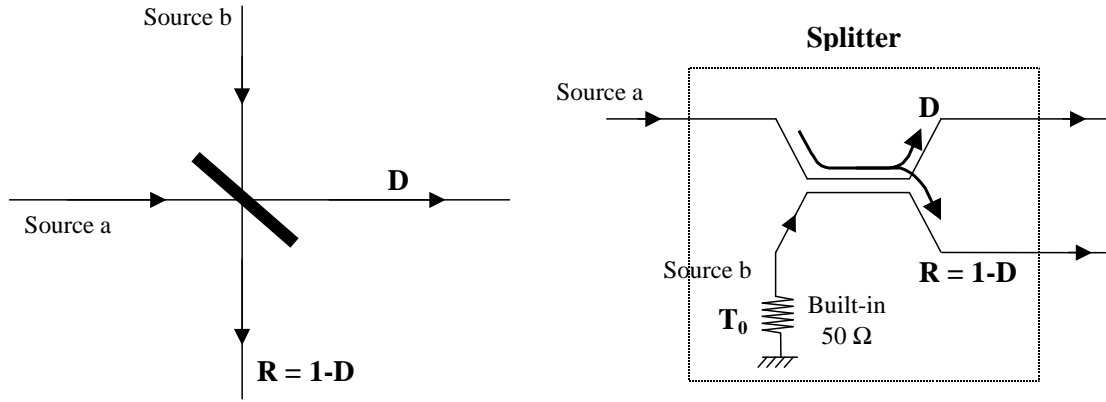 Source b
D
Source a
R = 1-D
Splitter
Source a
D
Source b
R = 1-D
T₀
Built-in
50 Ω